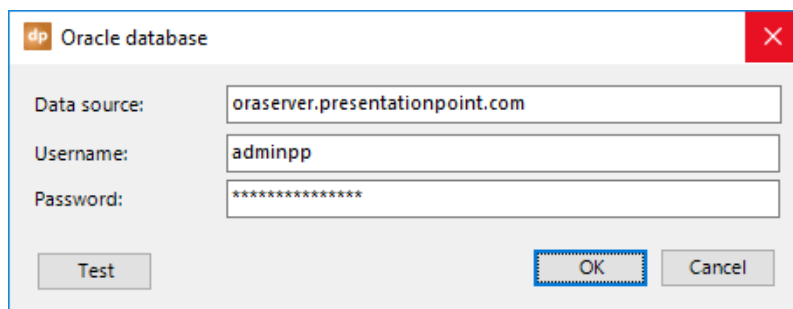 dp Oracle database
Data source: oraserver.presentationpoint.com
Username: adminpp
Password: ***************
Test OK Cancel